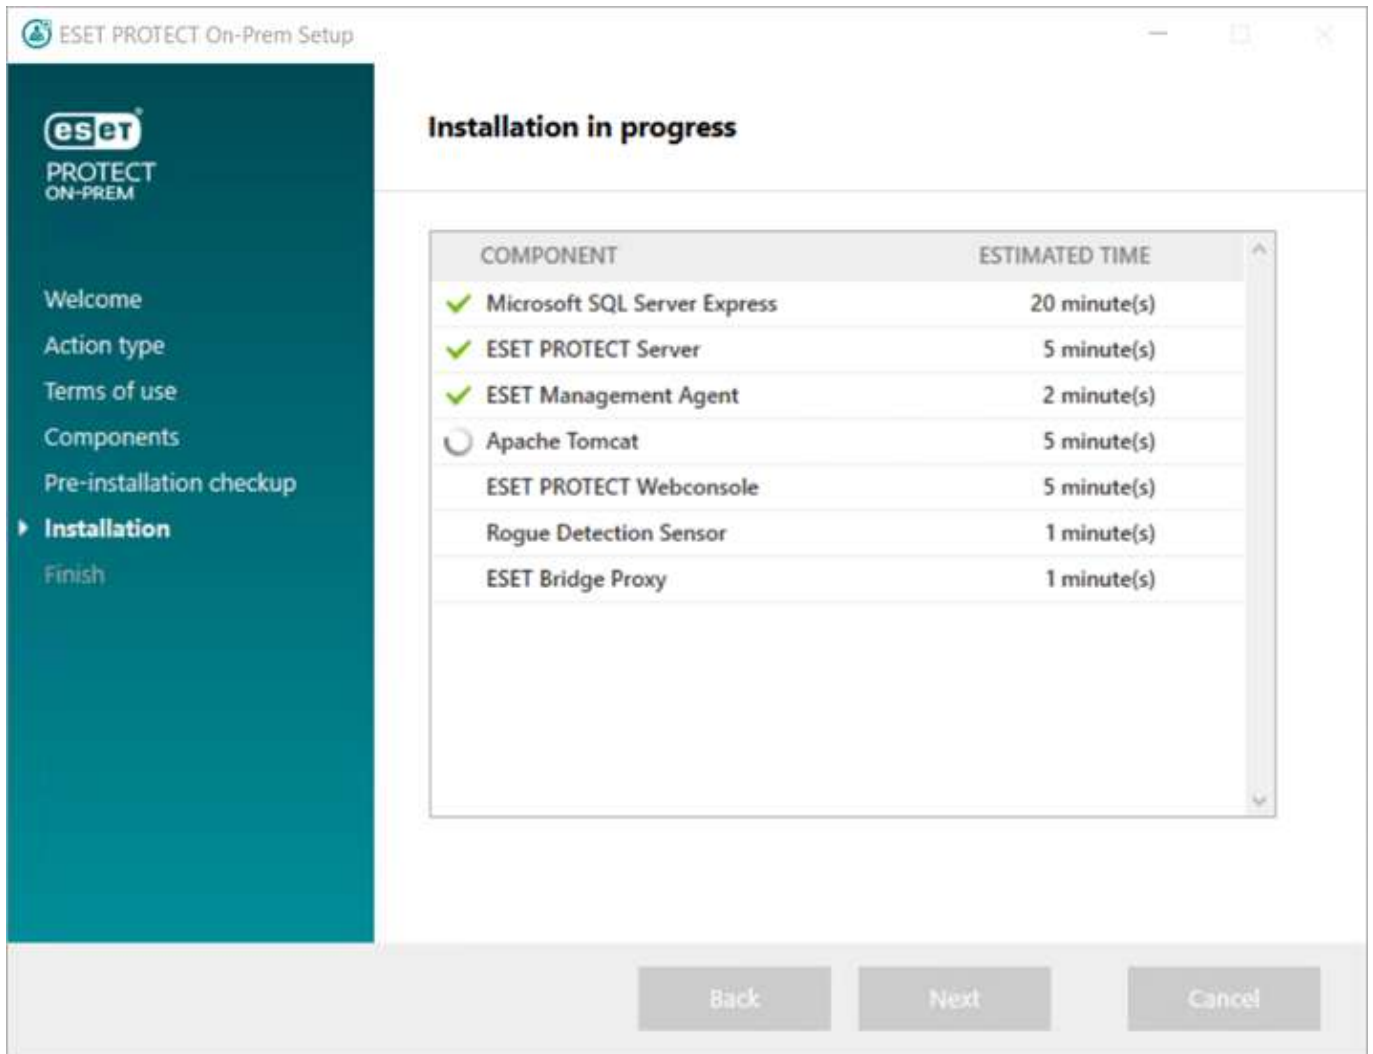 ESET PROTECT On-Prem Setup
eset®
PROTECT
ON-PREM
Welcome
Action type
Terms of use
Components
Pre-installation checkup
Installation
Finish
Installation in progress
COMPONENT ESTIMATED TIME
Microsoft SQL Server Express 20 minute(s)
ESET PROTECT Server 5 minute(s)
ESET Management Agent 2 minute(s)
Apache Tomcat 5 minute(s)
ESET PROTECT Webconsole 5 minute(s)
Rogue Detection Sensor 1 minute(s)
ESET Bridge Proxy 1 minute(s)
Back Next Cancel